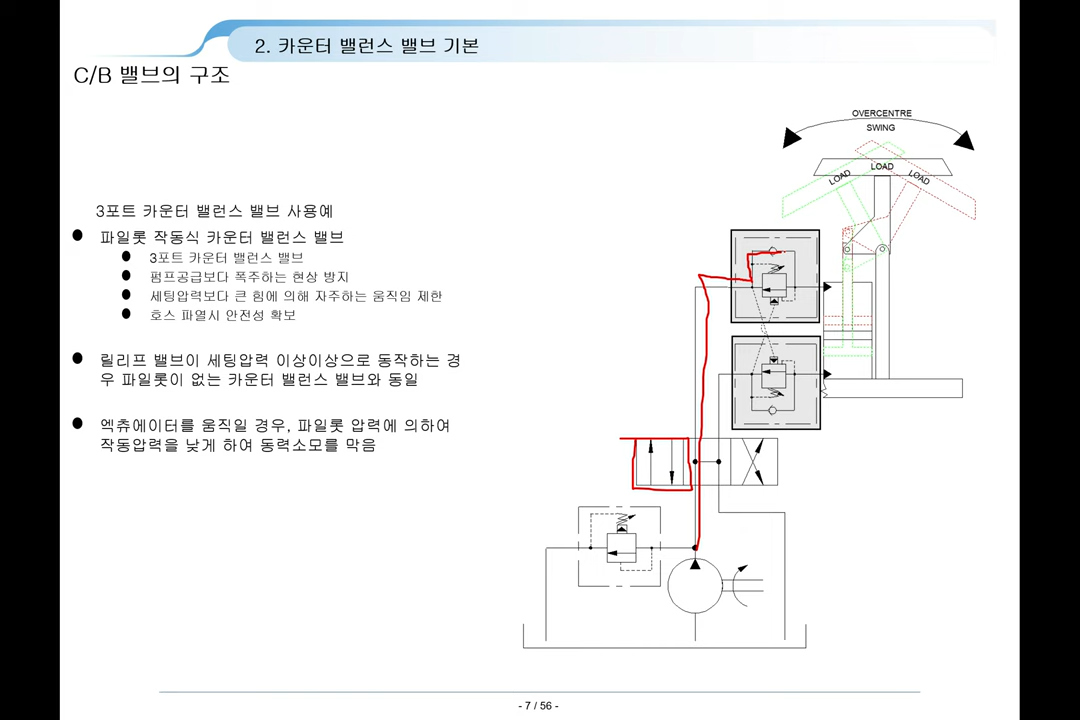 2. 카운터 밸런스 밸브 기본
C/B 밸브의 구조
3포트 카운터 밸런스 밸브 사용예
파일롯 작동식 카운터 밸런스 밸브
3포트 카운터 밸런스 밸브
펌프공급보다 폭주하는 현상 방지
세팅압력보다 큰 힘에 의해 자주하는 움직임 제한
호스 파열시 안전성 확보
릴리프 밸브이 세팅압력 이상이상으로 동작하는 경
우 파일롯이 없는 카운터 밸런스 밸브와 동일
엑츄에이터를 움직일 경우, 파일롯 압력에 의하여
작동압력을 낮게 하여 동력소모를 막음
OVERCENTRE
SWING
LOAD
LOAD
LOAD
- 7 / 56 -